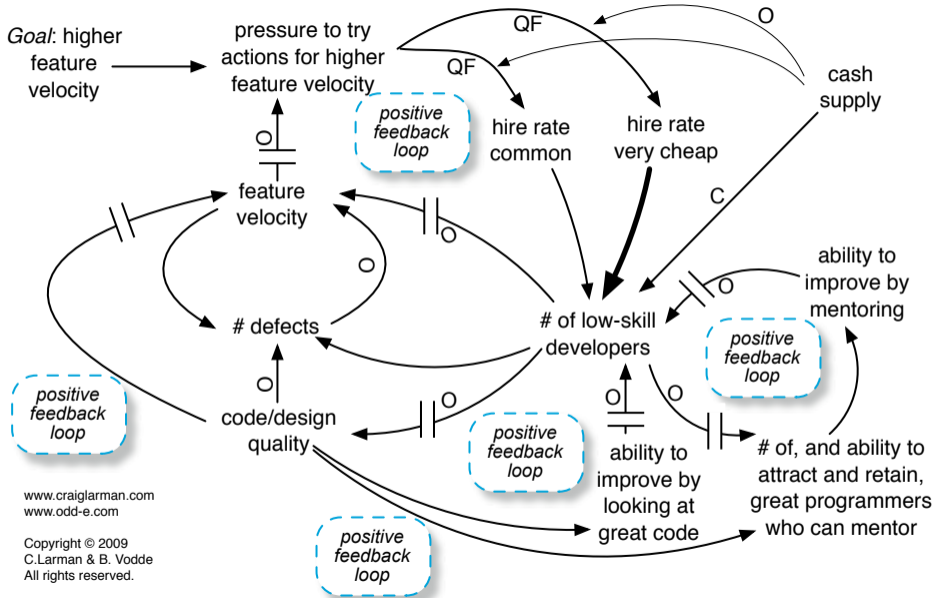 Goal: higher
feature
velocity
pressure to try
actions for higher
feature velocity
QF
QF
O
cash
supply
positive
feedback
loop
hire rate
common
hire rate
very cheap
O
feature
velocity
O
C
O
ability to
improve by
mentoring
O
# defects
# of low-skill
developers
positive
feedback
loop
O
O
O
O
positive
feedback
loop
code/design
quality
positive
feedback
loop
ability to
improve by
looking at
great code
# of, and ability to
attract and retain,
great programmers
who can mentor
www.craiglarman.com
www.odd-e.com
Copyright © 2009
C.Larman & B. Vodde
All rights reserved.
positive
feedback
loop